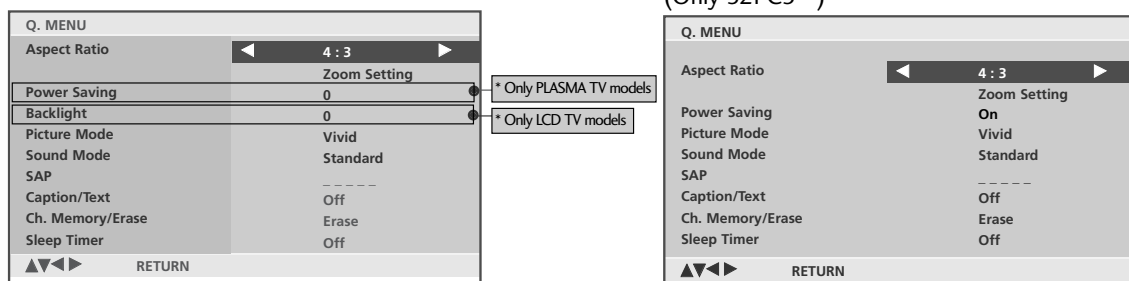 Q. MENU
Aspect Ratio 4 : 3
Zoom Setting
Power Saving 0
Backlight 0
Picture Mode Vivid
Sound Mode Standard
SAP _ _ _ _ _
Caption/Text Off
Ch. Memory/Erase Erase
Sleep Timer Off
RETURN
* Only PLASMA TV models
* Only LCD TV models
Q. MENU
Aspect Ratio 4 : 3
Zoom Setting
Power Saving On
Picture Mode Vivid
Sound Mode Standard
SAP _ _ _ _ _
Caption/Text Off
Ch. Memory/Erase Erase
Sleep Timer Off
RETURN